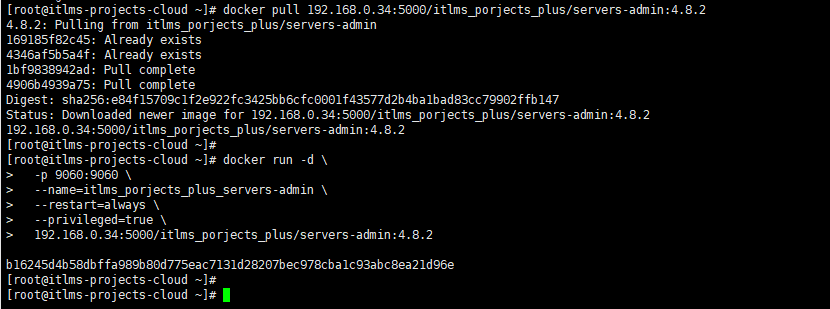 [root@itlms-projects-cloud ~]# docker pull 192.168.0.34:5000/itlms_porjects_plus/servers-admin:4.8.2
4.8.2: Pulling from itlms_porjects_plus/servers-admin
169185f82c45: Already exists
4346af5b5a4f: Already exists
1bf9838942ad: Pull complete
4906b4939a75: Pull complete
Digest: sha256:e84f15709c1f2e922fc3425bb6cfc0001f43577d2b4ba1bad83cc79902ffb147
Status: Downloaded newer image for 192.168.0.34:5000/itlms_porjects_plus/servers-admin:4.8.2
192.168.0.34:5000/itlms_porjects_plus/servers-admin:4.8.2
[root@itlms-projects-cloud ~]#
[root@itlms-projects-cloud ~]# docker run -d \
>   -p 9060:9060 \
>   --name=itlms_porjects_plus_servers-admin \
>   --restart=always \
>   --privileged=true \
>   192.168.0.34:5000/itlms_porjects_plus/servers-admin:4.8.2
b16245d4b58dbffa989b80d775eac7131d28207bec978cba1c93abc8ea21d96e
[root@itlms-projects-cloud ~]#
[root@itlms-projects-cloud ~]#